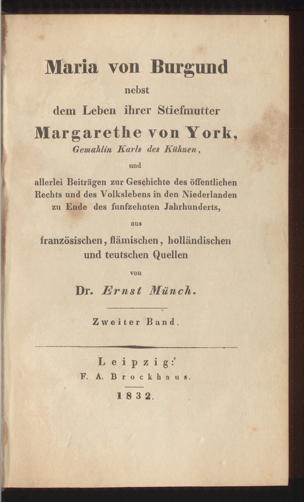 Maria von Burgund
nebst
dem Leben ihrer Stiefmutter
Margarethe von York,
Gemahlin Karls des Kühnen,
und
allerlei Beiträgen zur Geschichte des öffentlichen
Rechts und des Volkslebens in den Niederlanden
zu Ende des funfzehnten Jahrhunderts,
aus
französischen, flämischen, holländischen
und teutschen Quellen
von
Dr. Ernst Münch.
Zweiter Band.
Leipzig:
F. A. Brockhaus.
1832.